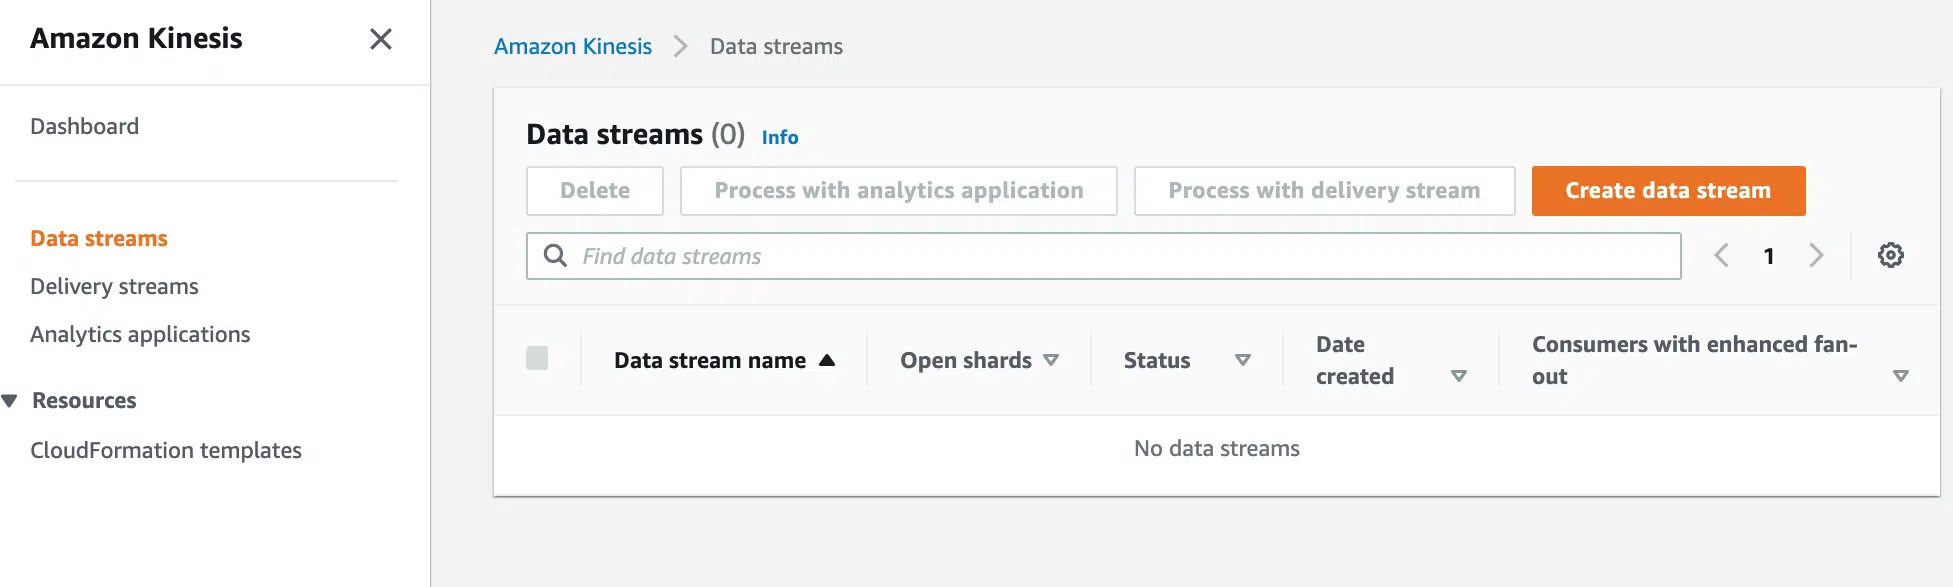 Amazon Kinesis
Dashboard
Data streams
Delivery streams
Analytics applications
Resources
CloudFormation templates
Amazon Kinesis > Data streams
Data streams (0) Info
Delete Process with analytics application Process with delivery stream Create data stream
Find data streams 1
Data stream name Open shards Status Date created Consumers with enhanced fan-out
No data streams